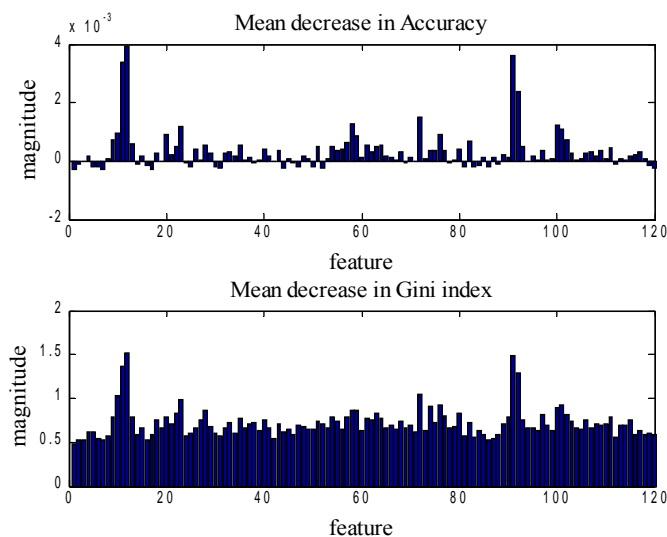 Mean decrease in Accuracy
x 10-3
4
2
0
-2
magnitude
0 20 40 60 80 100 120
feature
Mean decrease in Gini index
2
1.5
1
0.5
0
magnitude
0 20 40 60 80 100 120
feature